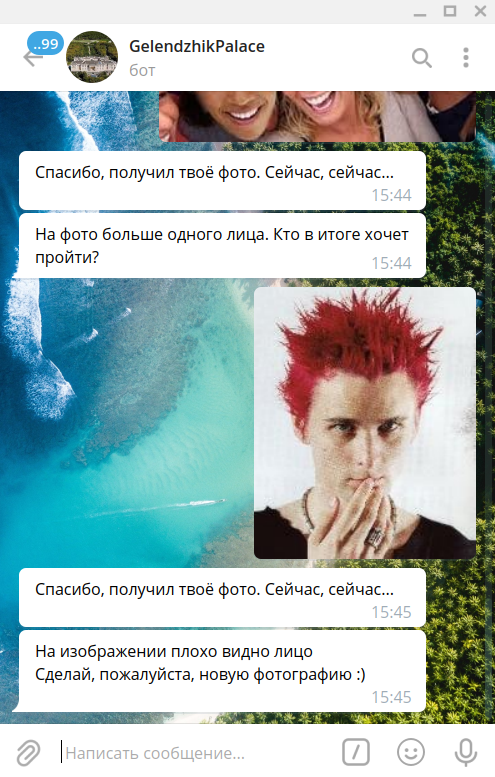 ..99
GelendzhikPalace
бот
Спасибо, получил твоё фото. Сейчас, сейчас...
15:44
На фото больше одного лица. Кто в итоге хочет
пройти?
15:44
Спасибо, получил твоё фото. Сейчас, сейчас...
15:45
На изображении плохо видно лицо
Сделай, пожалуйста, новую фотографию :)
15:45
Написать сообщение...